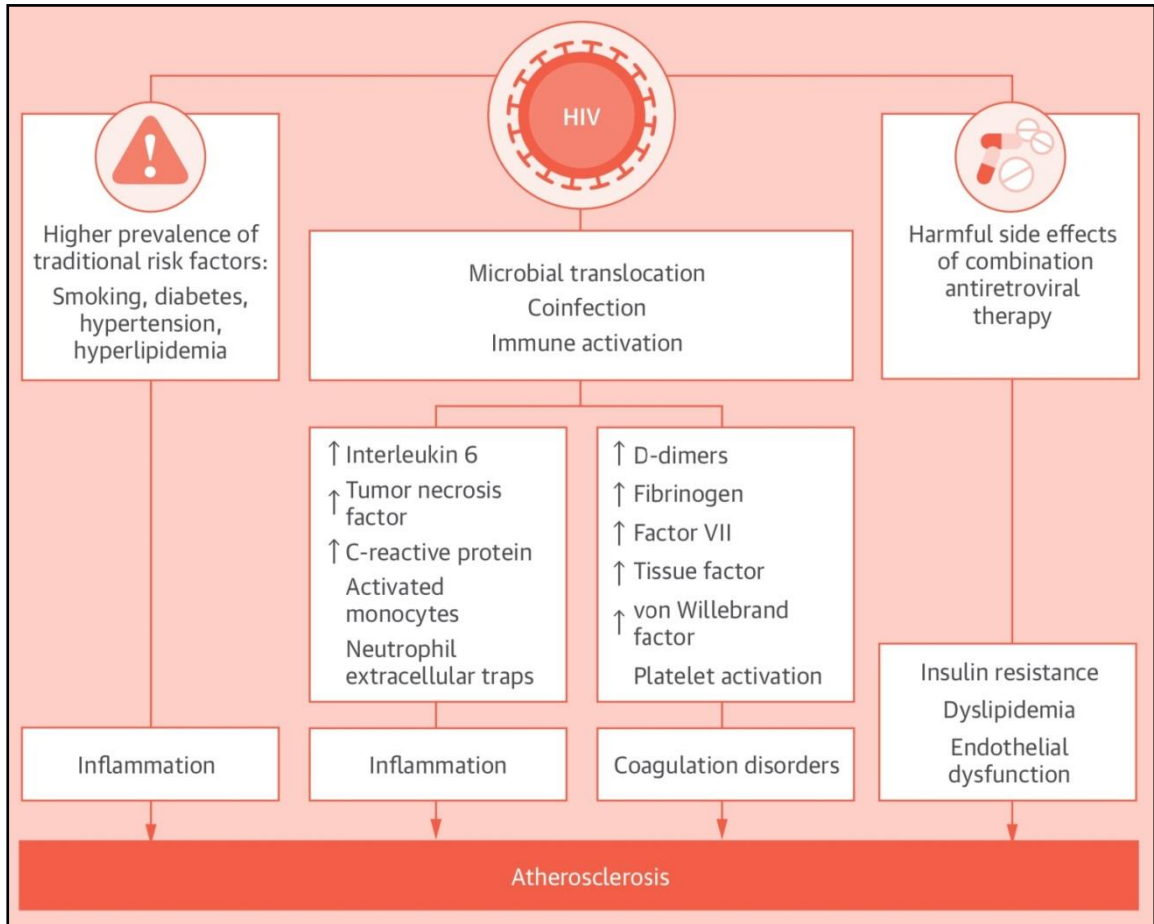 HIV
Higher prevalence of
traditional risk factors:
Smoking, diabetes,
hypertension,
hyperlipidemia
Microbial translocation
Coinfection
Immune activation
Harmful side effects
of combination
antiretroviral
therapy
↑ Interleukin 6
↑ Tumor necrosis
factor
↑ C-reactive protein
Activated
monocytes
Neutrophil
extracellular traps
↑ D-dimers
↑ Fibrinogen
↑ Factor VII
↑ Tissue factor
↑ von Willebrand
factor
Platelet activation
Insulin resistance
Dyslipidemia
Endothelial
dysfunction
Inflammation
Inflammation
Coagulation disorders
Atherosclerosis